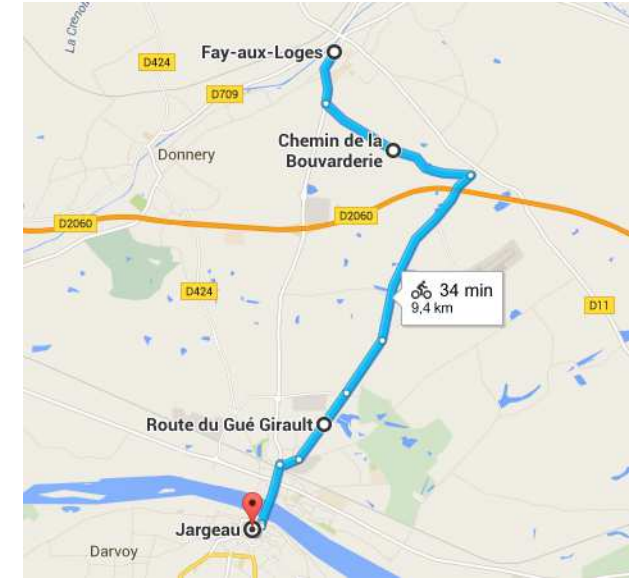 La Crenol
Fay-aux-Loges
D424
D709
Chemin de la
Bouvarderie
Donnery
D2060
D2060
D424
34 min
9,4 km
D11
Route du Gué Girault
Jargeau
Darvoy